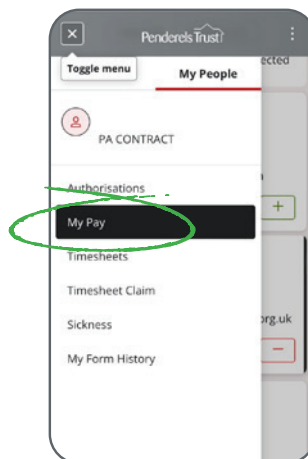 Penderels Trust
ected
Toggle menu
My People
PA CONTRACT
Authorisations
My Pay
Timesheets
org.uk
Timesheet Claim
Sickness
My Form History